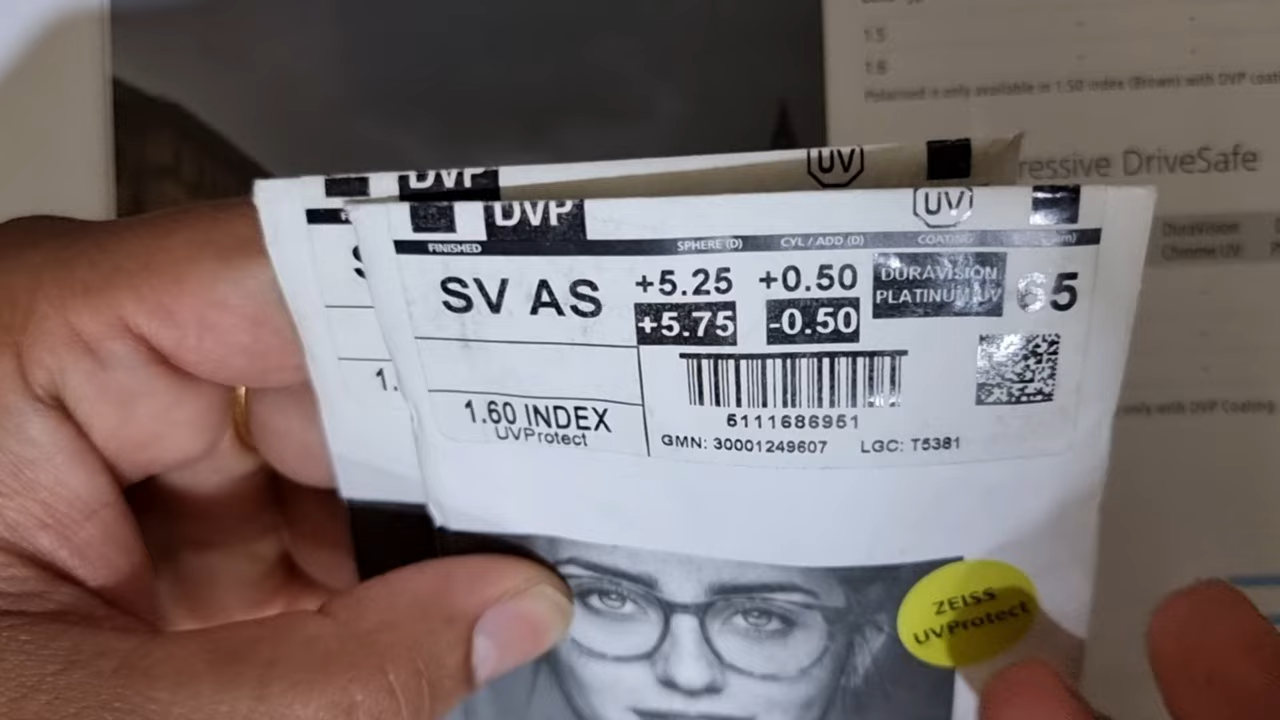 1.5
1.6
Polarised is only available in 1.50 index (Brown) with DVP
ressive DriveSafe
DuraVision
Chrome UV
only with DVP Coating
DVP UV
DVP UV
FINISHED SPHERE (D) CYL / ADD (D) COATING
SV AS +5.25 +0.50 DURAVISION PLATINUM UV 65
+5.75 -0.50
1.
1.60 INDEX
UVProtect
5111686951
GMN: 30001249607 LGC: T5381
ZEISS
UVProtect